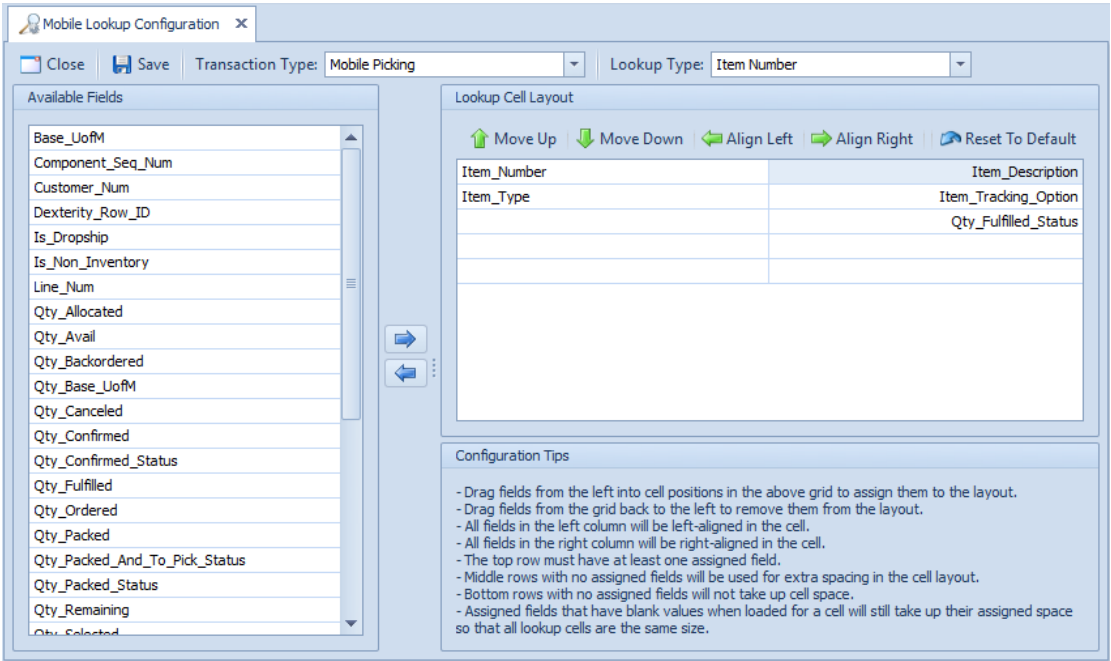 Mobile Lookup Configuration X
Close Save Transaction Type: Mobile Picking Lookup Type: Item Number
Available Fields
Base_UofM
Component_Seq_Num
Customer_Num
Dexterity_Row_ID
Is_Dropship
Is_Non_Inventory
Line_Num
Qty_Allocated
Qty_Avail
Qty_Backordered
Qty_Base_UofM
Qty_Canceled
Qty_Confirmed
Qty_Confirmed_Status
Qty_Fulfilled
Qty_Ordered
Qty_Packed
Qty_Packed_And_To_Pick_Status
Qty_Packed_Status
Qty_Remaining
Qty_Selected
Lookup Cell Layout
Move Up Move Down Align Left Align Right Reset To Default
Item_Number Item_Description
Item_Type Item_Tracking_Option
Qty_Fulfilled_Status
Configuration Tips
- Drag fields from the left into cell positions in the above grid to assign them to the layout.
- Drag fields from the grid back to the left to remove them from the layout.
- All fields in the left column will be left-aligned in the cell.
- All fields in the right column will be right-aligned in the cell.
- The top row must have at least one assigned field.
- Middle rows with no assigned fields will be used for extra spacing in the cell layout.
- Bottom rows with no assigned fields will not take up cell space.
- Assigned fields that have blank values when loaded for a cell will still take up their assigned space
so that all lookup cells are the same size.